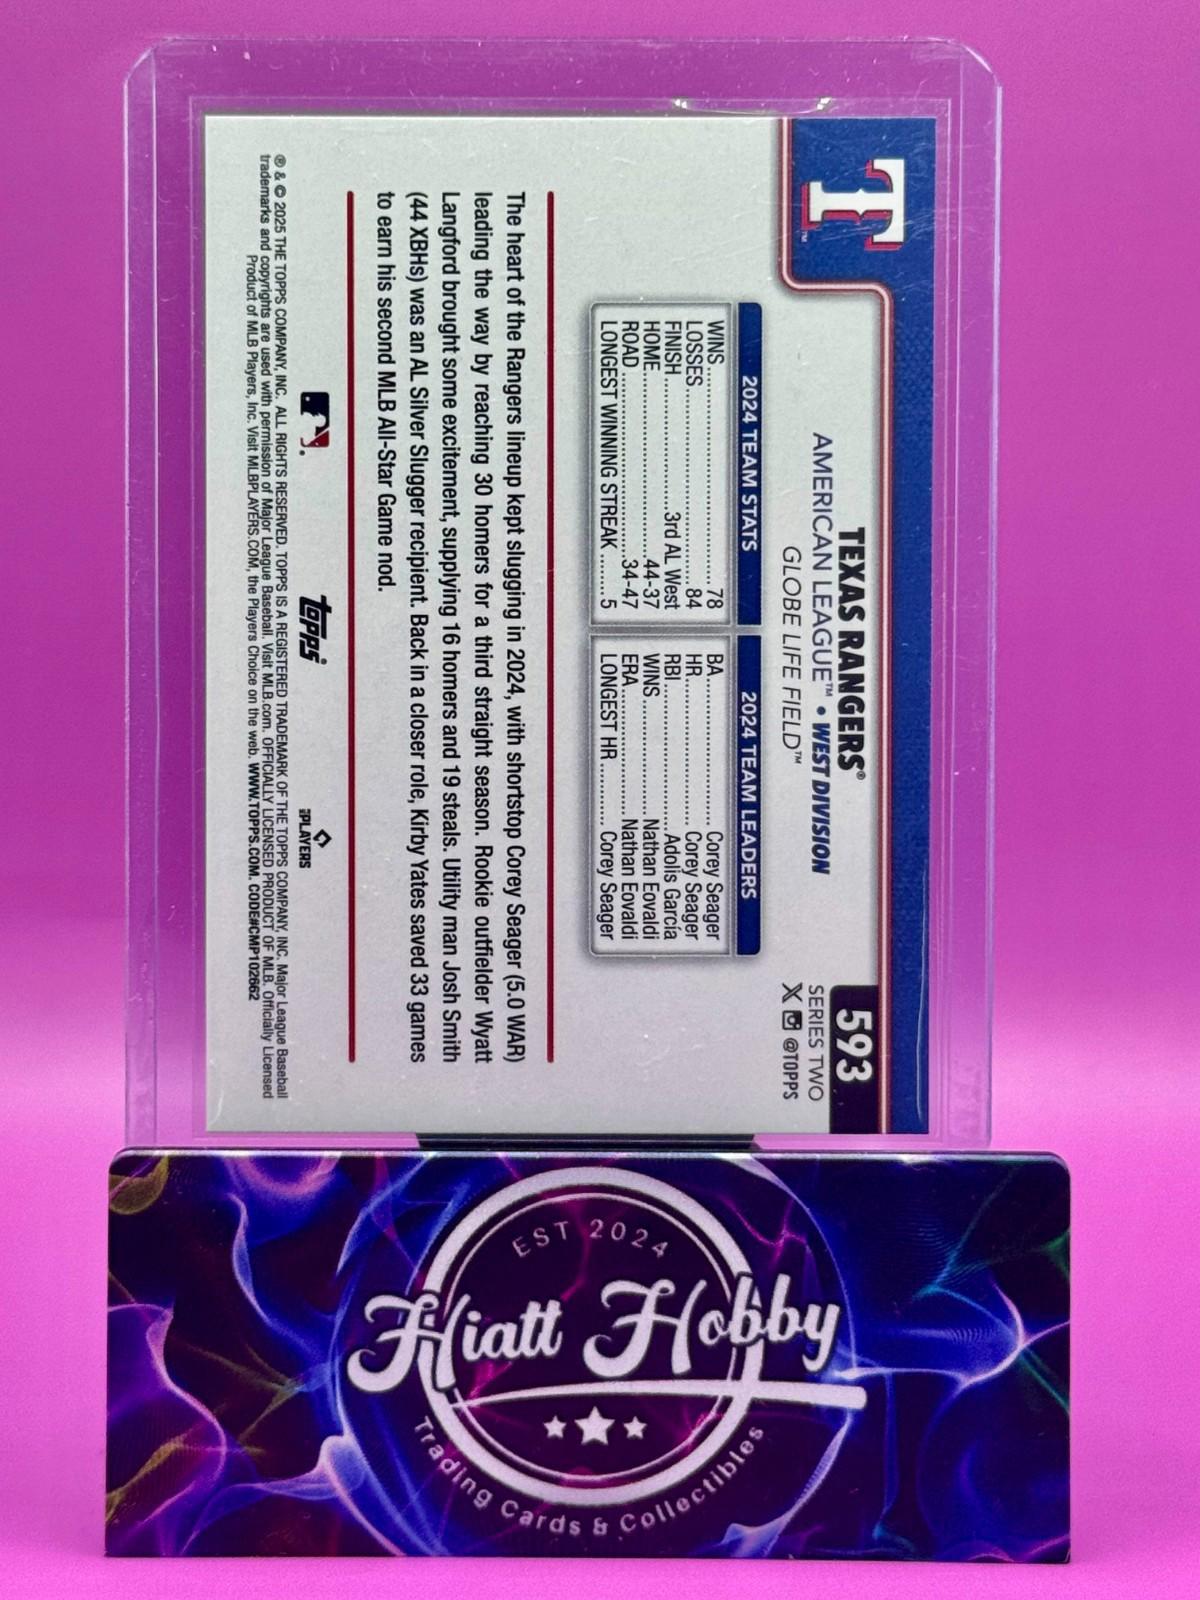 T™
TEXAS RANGERS®
AMERICAN LEAGUE™ • WEST DIVISION
GLOBE LIFE FIELD™
593
SERIES TWO
X @TOPPS
2024 TEAM STATS
WINS 78
LOSSES 84
FINISH 3rd AL West
HOME 44-37
ROAD 34-47
LONGEST WINNING STREAK 5
2024 TEAM LEADERS
BA Corey Seager
HR Corey Seager
RBI Adolis García
WINS Nathan Eovaldi
ERA Nathan Eovaldi
LONGEST HR Corey Seager
The heart of the Rangers lineup kept slugging in 2024, with shortstop Corey Seager (5.0 WAR)
leading the way by reaching 30 homers for a third straight season. Rookie outfielder Wyatt
Langford brought some excitement, supplying 16 homers and 19 steals. Utility man Josh Smith
(44 XBHs) was an AL Silver Slugger recipient. Back in a closer role, Kirby Yates saved 33 games
to earn his second MLB All-Star Game nod.
topps®
PLAYERS
® & © 2025 THE TOPPS COMPANY, INC. ALL RIGHTS RESERVED. TOPPS IS A REGISTERED TRADEMARK OF THE TOPPS COMPANY, INC. Major League Baseball
trademarks and copyrights are used with permission of Major League Baseball. Visit MLB.com. OFFICIALLY LICENSED PRODUCT OF MLB. Officially Licensed
Product of MLB Players, Inc. Visit MLBPLAYERS.COM, the Players Choice on the web. WWW.TOPPS.COM. CODE#CMP102662
EST 2024
Hiatt Hobby
Trading Cards & Collectibles